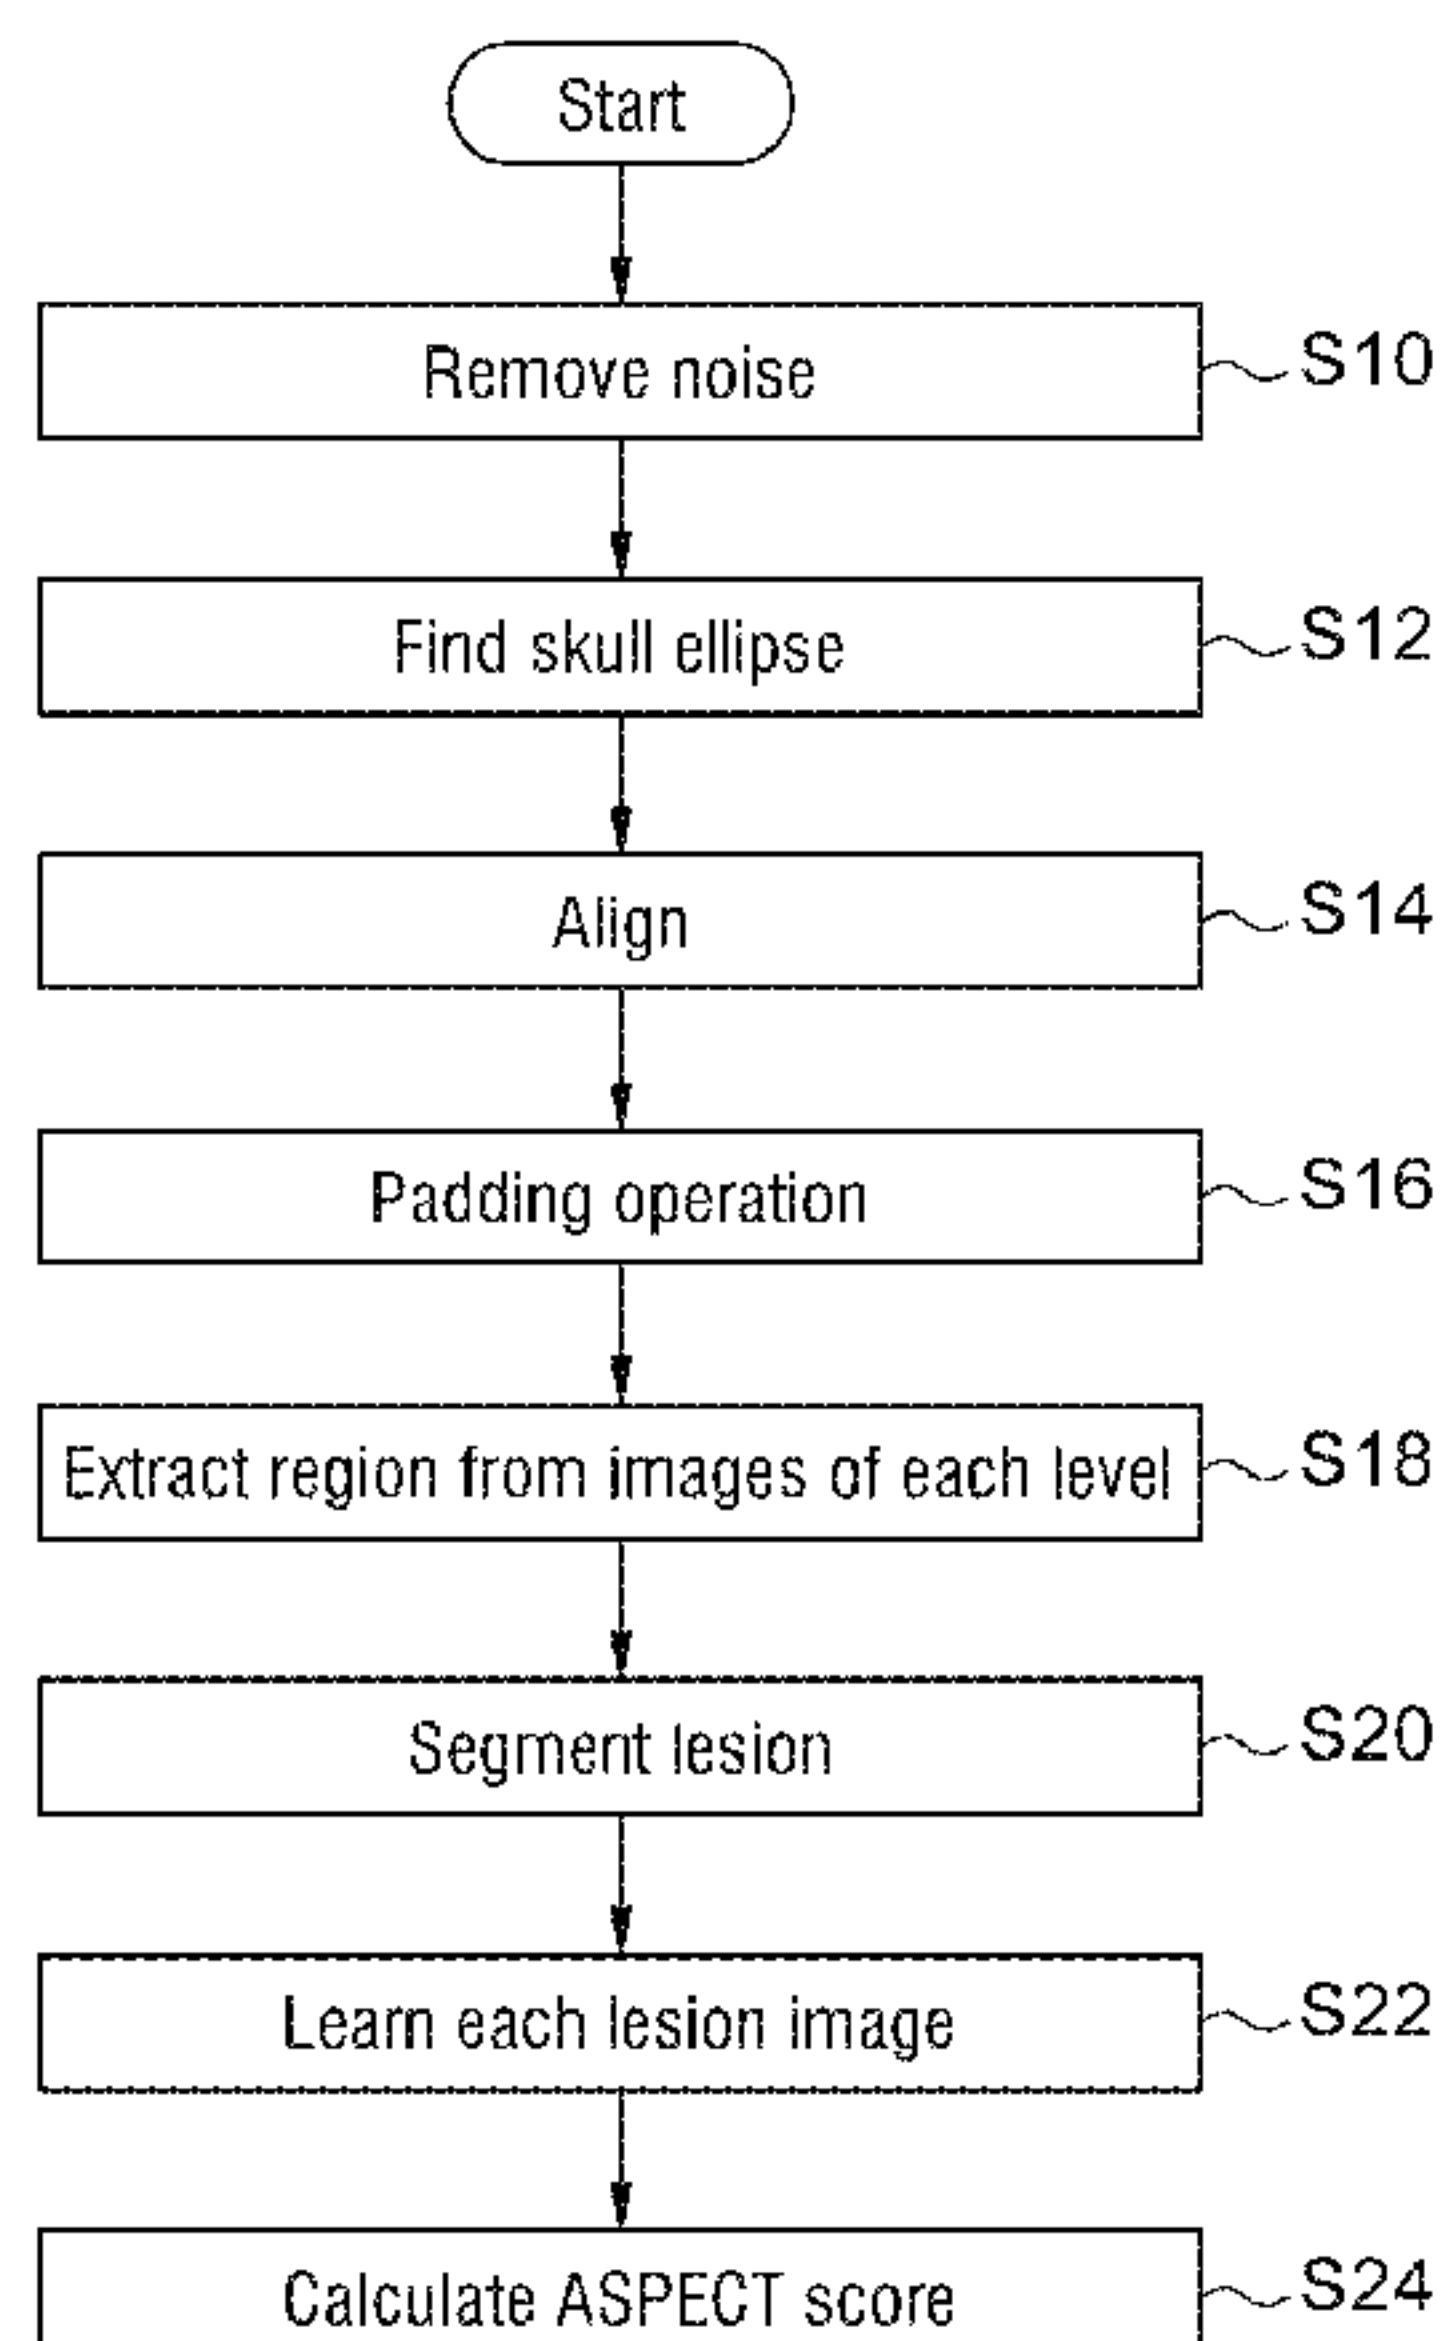 Start
Remove noise S10
Find skull ellipse S12
Align S14
Padding operation S16
Extract region from images of each level S18
Segment lesion S20
Learn each lesion image S22
Calculate ASPECT score S24